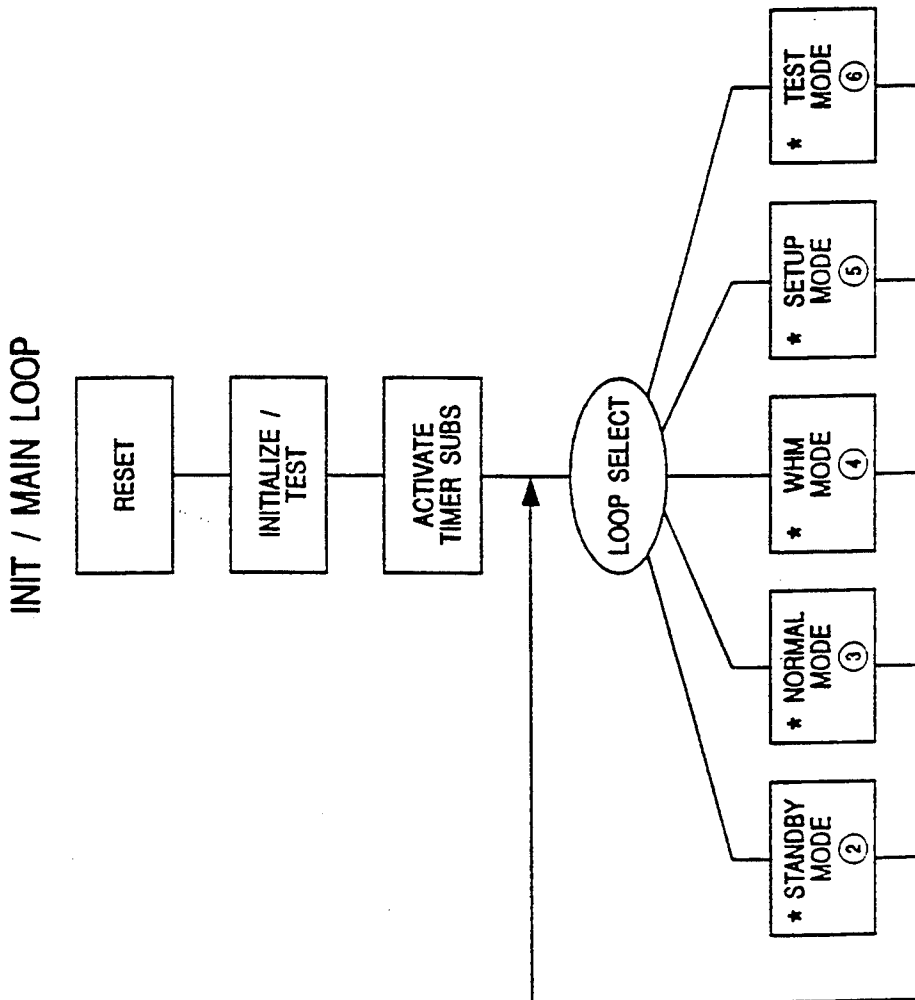 INIT / MAIN LOOP
RESET
INITIALIZE /
TEST
ACTIVATE
TIMER SUBS
LOOP SELECT
* STANDBY
MODE
2
* NORMAL
MODE
3
* WHM
MODE
4
* SETUP
MODE
5
* TEST
MODE
6